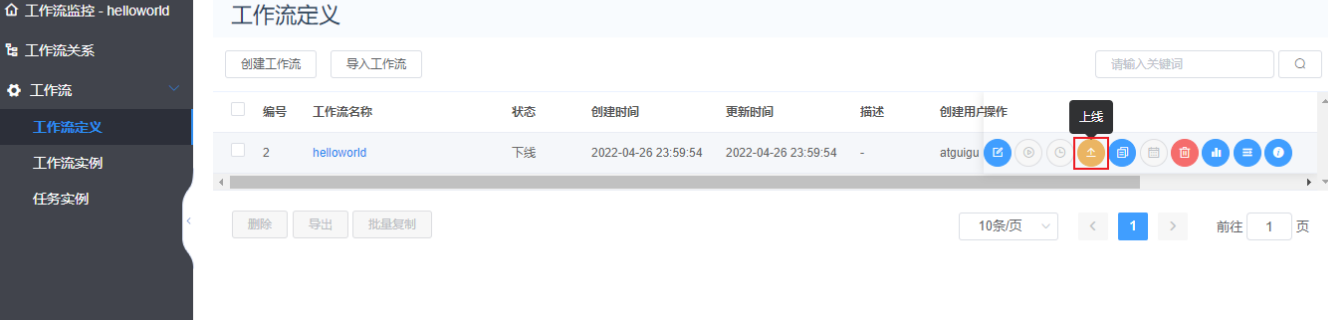 工作流监控 - helloworld
工作流关系
工作流
工作流定义
工作流实例
任务实例
工作流定义
创建工作流 导入工作流 请输入关键词
编号 工作流名称 状态 创建时间 更新时间 描述 创建用户 操作
上线
2 helloworld 下线 2022-04-26 23:59:54 2022-04-26 23:59:54 - atguigu
删除 导出 批量复制 10条/页 1 前往 1 页